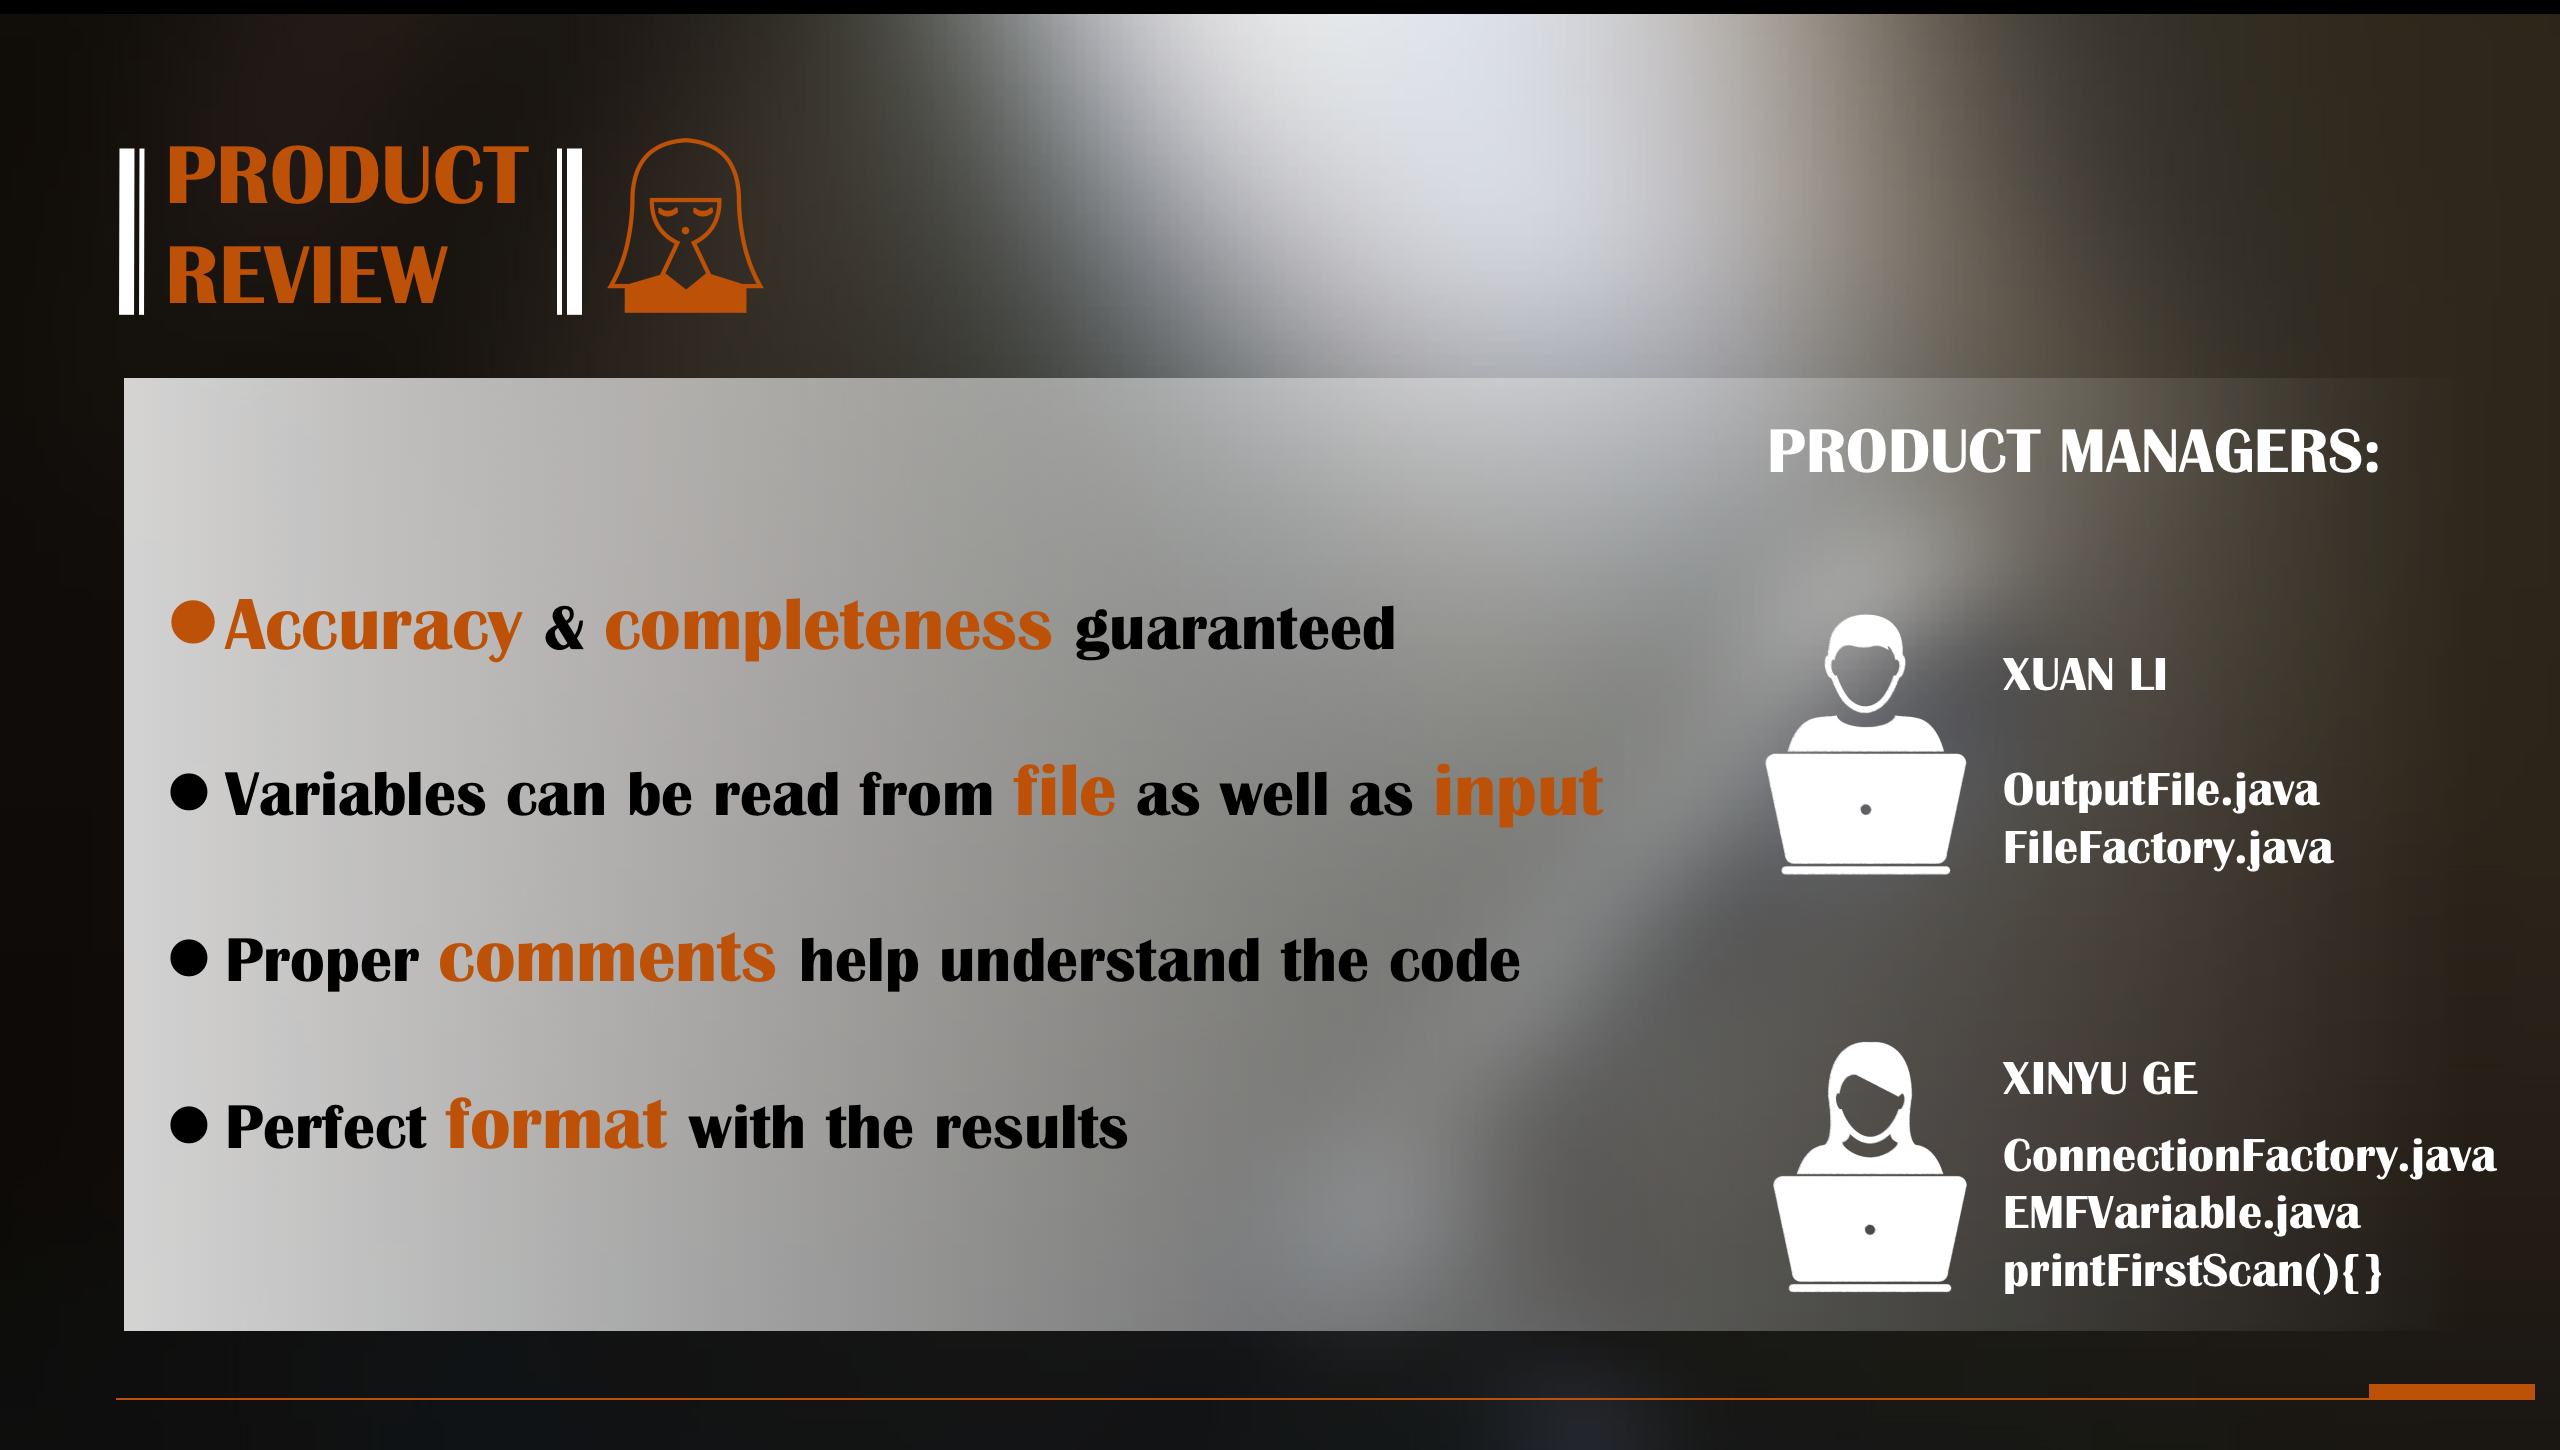 PRODUCT
REVIEW
Accuracy & completeness guaranteed
Variables can be read from file as well as input
Proper comments help understand the code
Perfect format with the results
PRODUCT MANAGERS:
XUAN LI
OutputFile.java
FileFactory.java
XINYU GE
ConnectionFactory.java
EMFVariable.java
printFirstScan(){}